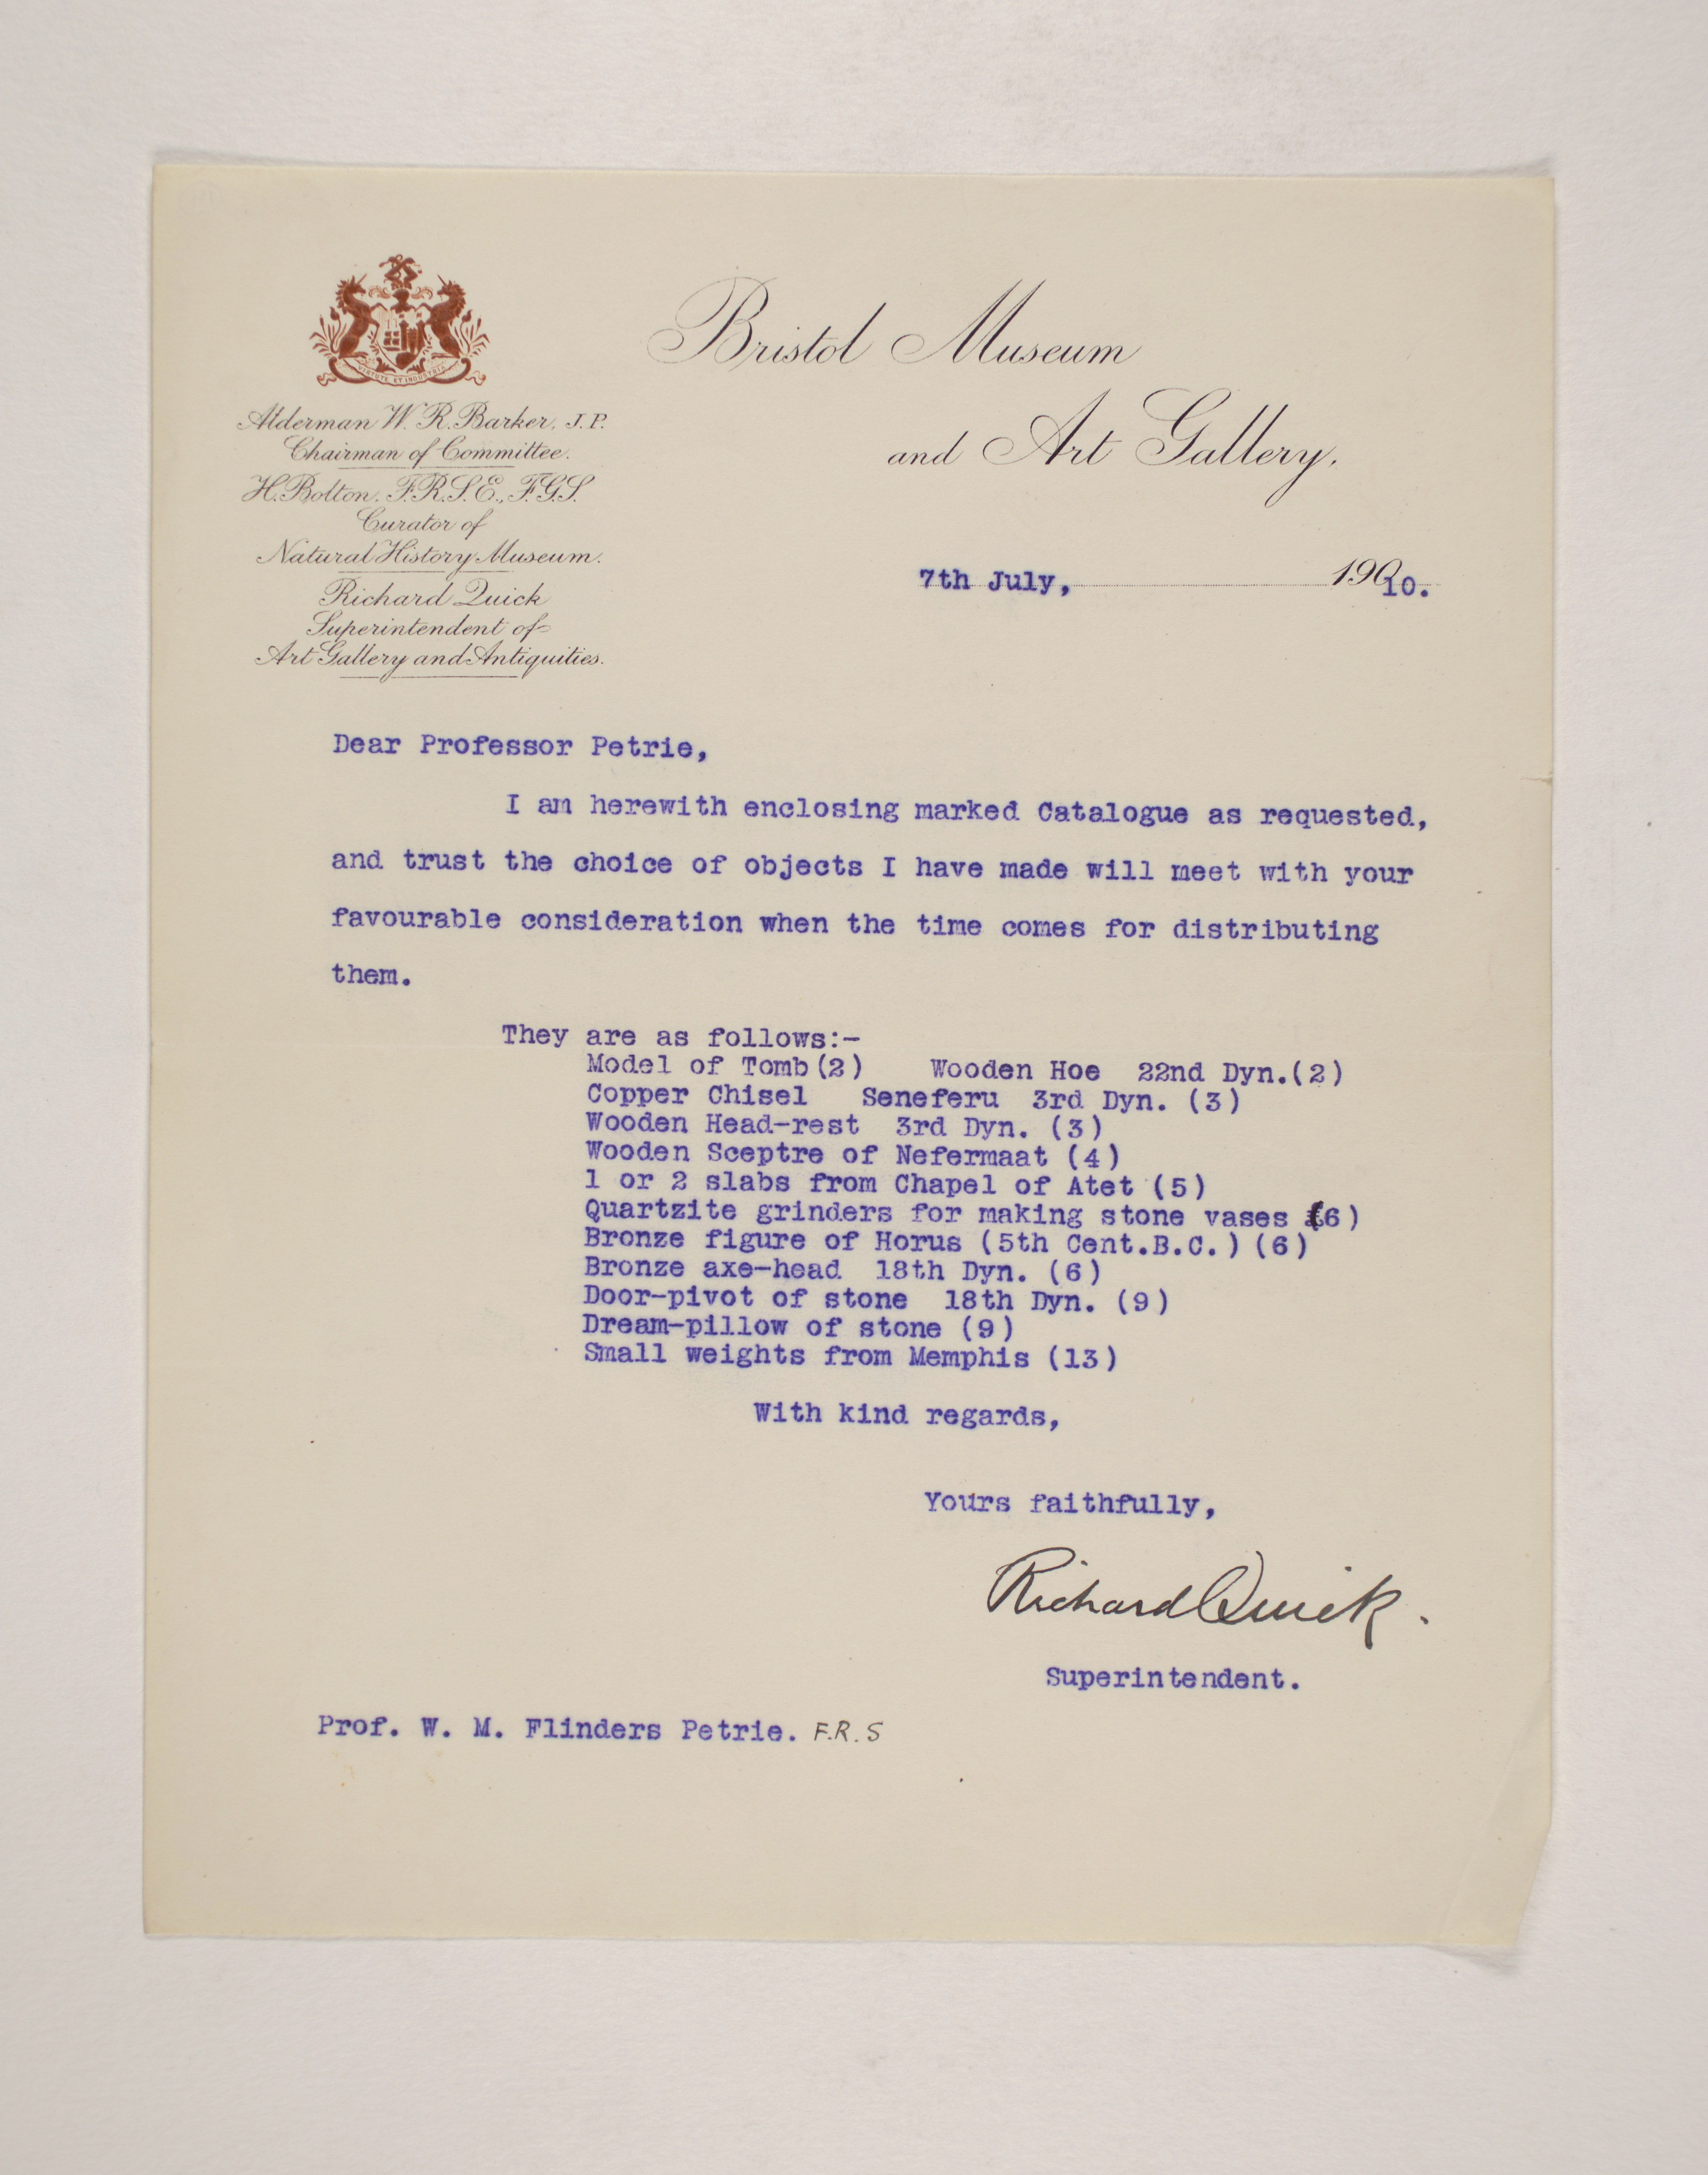 VIRTUTE ET INDUSTRIA
Bristol Museum
and Art Gallery.
Alderman W. R. Barker, J.P.
Chairman of Committee.
H. Bolton, F.R.S.E., F.G.S.
Curator of
Natural History Museum.
Richard Quick
Superintendent of
Art Gallery and Antiquities.
7th July, 19010.
Dear Professor Petrie,
I am herewith enclosing marked Catalogue as requested,
and trust the choice of objects I have made will meet with your
favourable consideration when the time comes for distributing
them.
They are as follows:-
Model of Tomb(2) Wooden Hoe 22nd Dyn.(2)
Copper Chisel Seneferu 3rd Dyn. (3)
Wooden Head-rest 3rd Dyn. (3)
Wooden Sceptre of Nefermaat (4)
1 or 2 slabs from Chapel of Atet (5)
Quartzite grinders for making stone vases (6)
Bronze figure of Horus (5th Cent.B.C.) (6)
Bronze axe-head 18th Dyn. (6)
Door-pivot of stone 18th Dyn. (9)
Dream-pillow of stone (9)
Small weights from Memphis (13)
With kind regards,
Yours faithfully,
Richard Quick.
Superintendent.
Prof. W. M. Flinders Petrie. F.R.S